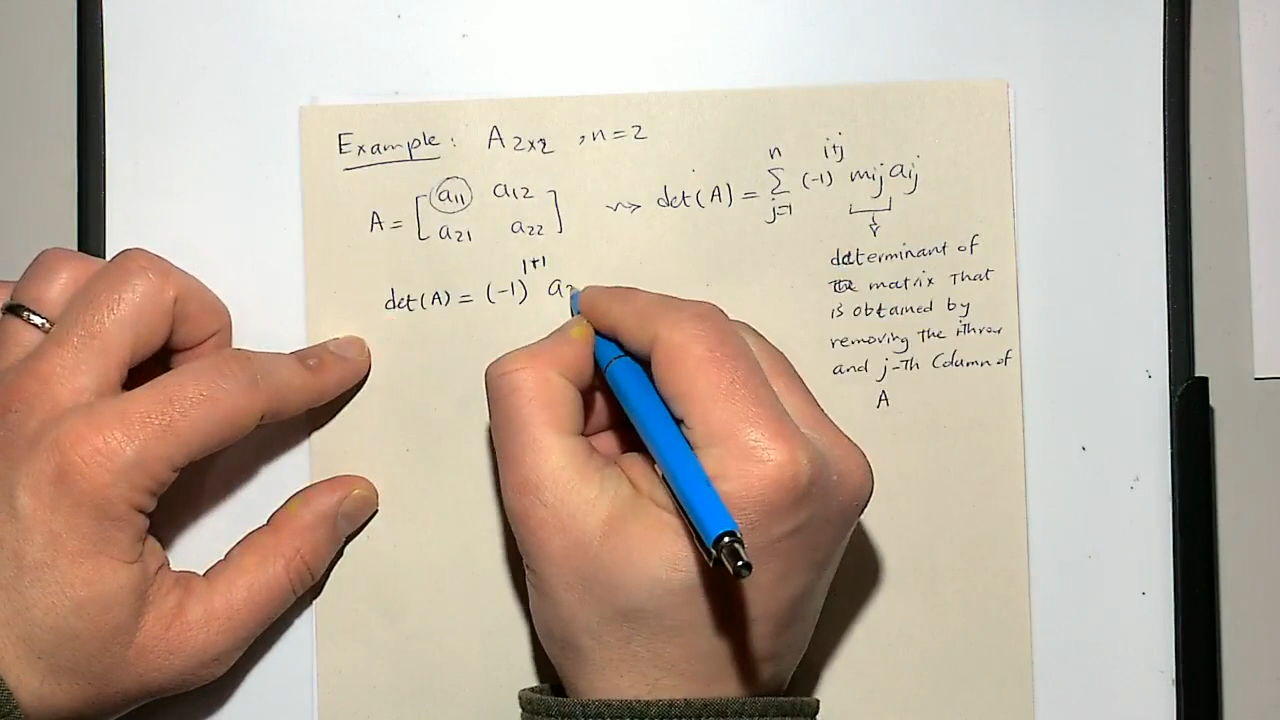 Example: A 2x2 , n=2
A = [ a11 a12
a21 a22 ]
⇝ det(A) = n Σ j=1 (-1)^i+j mij aij
determinant of
the matrix That
is obtained by
removing the iTh row
and j-Th Column of
A
det(A) = (-1)^1+1 a